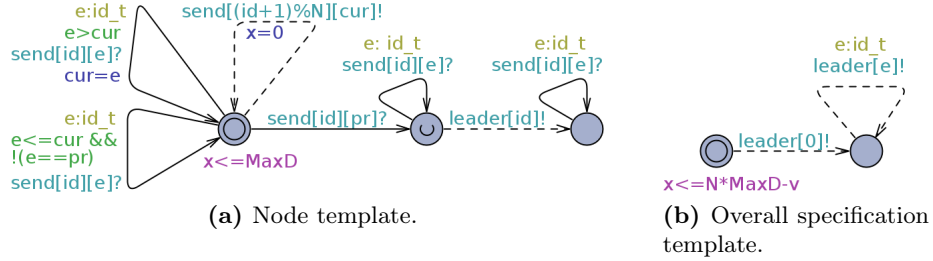 e:id_t
e>cur
send[id][e]?
cur=e
send[(id+1)%N][cur]!
x=0
e:id_t
e<=cur &&
!(e==pr)
send[id][e]?
x<=MaxD
send[id][pr]?
e: id_t
send[id][e]?
leader[id]!
e:id_t
send[id][e]?
(a) Node template.
e:id_t
leader[e]!
leader[0]!
x<=N*MaxD-v
(b) Overall specification
template.